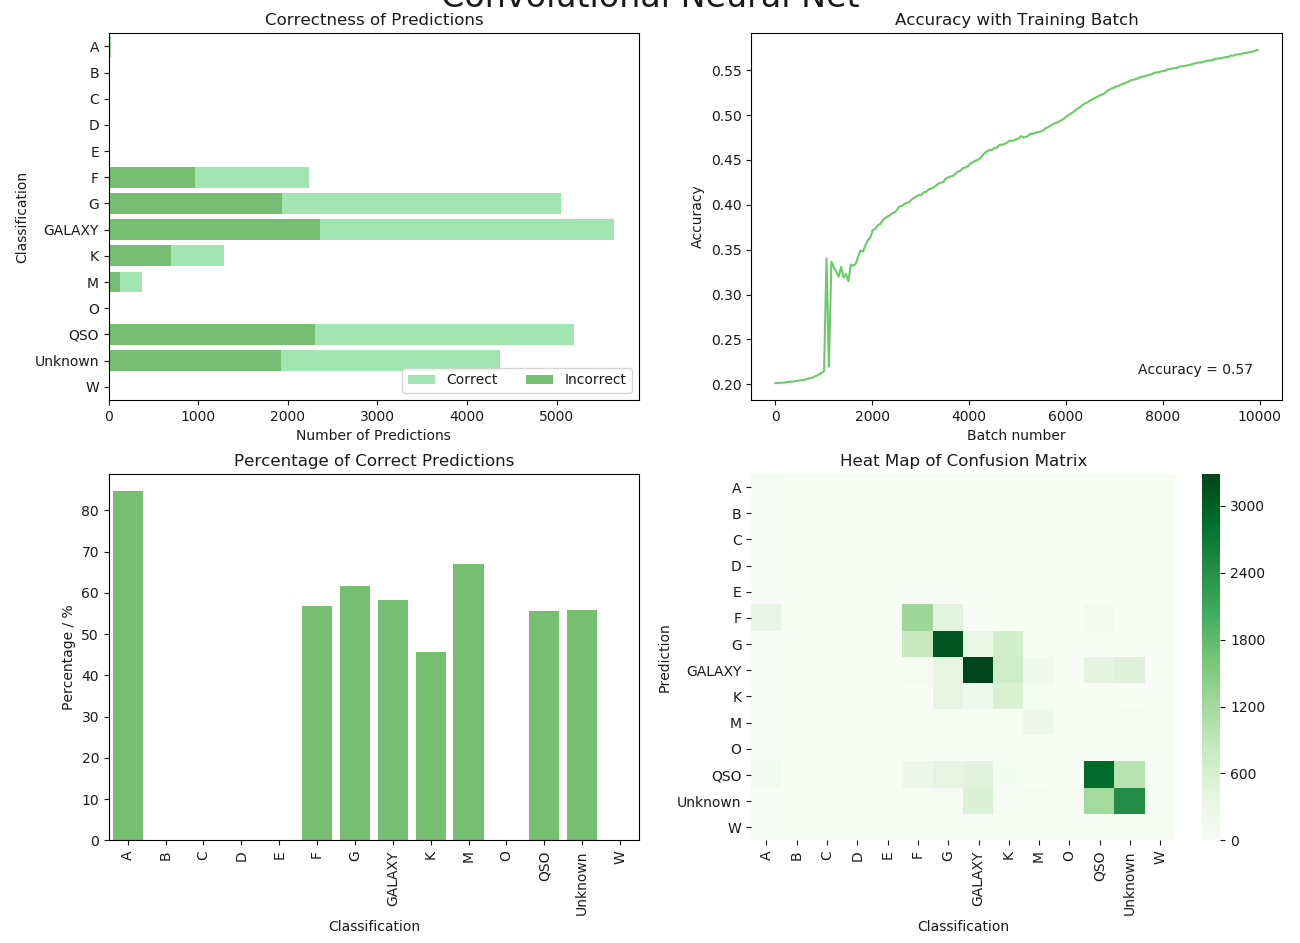 Convolutional Neural Net
Correctness of Predictions
Classification
A
B
C
D
E
F
G
GALAXY
K
M
O
QSO
Unknown
W
Correct Incorrect
0 1000 2000 3000 4000 5000
Number of Predictions
Accuracy with Training Batch
Accuracy
0.55
0.50
0.45
0.40
0.35
0.30
0.25
0.20
Accuracy = 0.57
0 2000 4000 6000 8000 10000
Batch number
Percentage of Correct Predictions
Percentage / %
80
70
60
50
40
30
20
10
0
A B C D E F G GALAXY K M O QSO Unknown W
Classification
Heat Map of Confusion Matrix
Prediction
A
B
C
D
E
F
G
GALAXY
K
M
O
QSO
Unknown
W
A B C D E F G GALAXY K M O QSO Unknown W
Classification
3000
2400
1800
1200
600
0